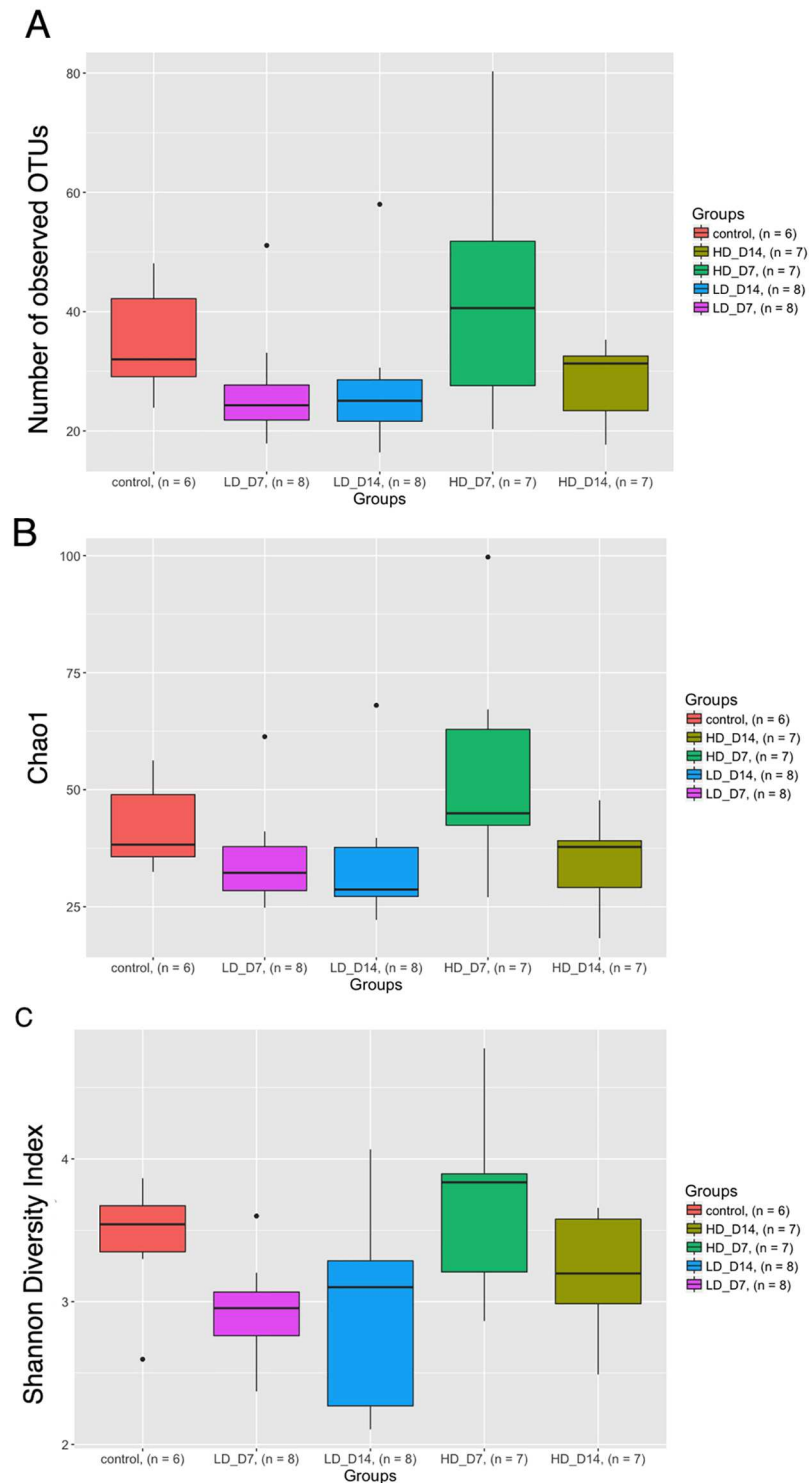 A
Number of observed OTUs
80
60
40
20
control, (n = 6)
LD_D7, (n = 8)
LD_D14, (n = 8)
HD_D7, (n = 7)
HD_D14, (n = 7)
Groups
Groups
control, (n = 6)
HD_D14, (n = 7)
HD_D7, (n = 7)
LD_D14, (n = 8)
LD_D7, (n = 8)
B
Chao1
100
75
50
25
control, (n = 6)
LD_D7, (n = 8)
LD_D14, (n = 8)
HD_D7, (n = 7)
HD_D14, (n = 7)
Groups
Groups
control, (n = 6)
HD_D14, (n = 7)
HD_D7, (n = 7)
LD_D14, (n = 8)
LD_D7, (n = 8)
C
Shannon Diversity Index
4
3
2
control, (n = 6)
LD_D7, (n = 8)
LD_D14, (n = 8)
HD_D7, (n = 7)
HD_D14, (n = 7)
Groups
Groups
control, (n = 6)
HD_D14, (n = 7)
HD_D7, (n = 7)
LD_D14, (n = 8)
LD_D7, (n = 8)